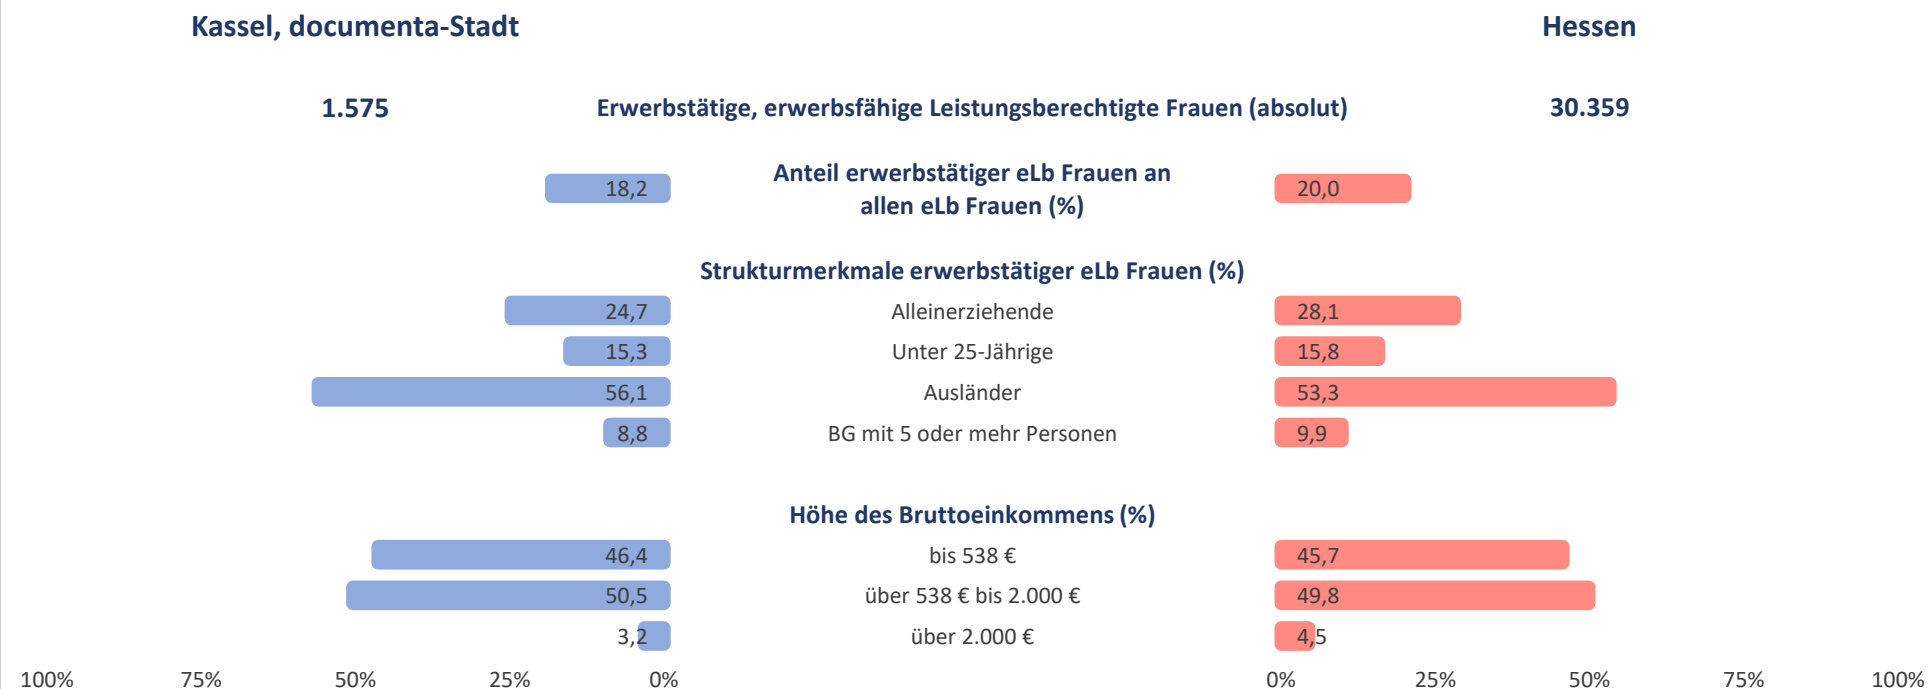 Kassel, documenta-Stadt Hessen
1.575 Erwerbstätige, erwerbsfähige Leistungsberechtigte Frauen (absolut) 30.359
Anteil erwerbstätiger eLb Frauen an
18,2 20,0
allen eLb Frauen (%)
Strukturmerkmale erwerbstätiger eLb Frauen (%)
24,7 Alleinerziehende 28,1
15,3 Unter 25-Jährige 15,8
56,1 Ausländer 53,3
8,8 BG mit 5 oder mehr Personen 9,9
Höhe des Bruttoeinkommens (%)
46,4 bis 538 € 45,7
50,5 über 538 € bis 2.000 € 49,8
3,2 über 2.000 € 4,5
100% 75% 50% 25% 0% 0% 25% 50% 75% 100%